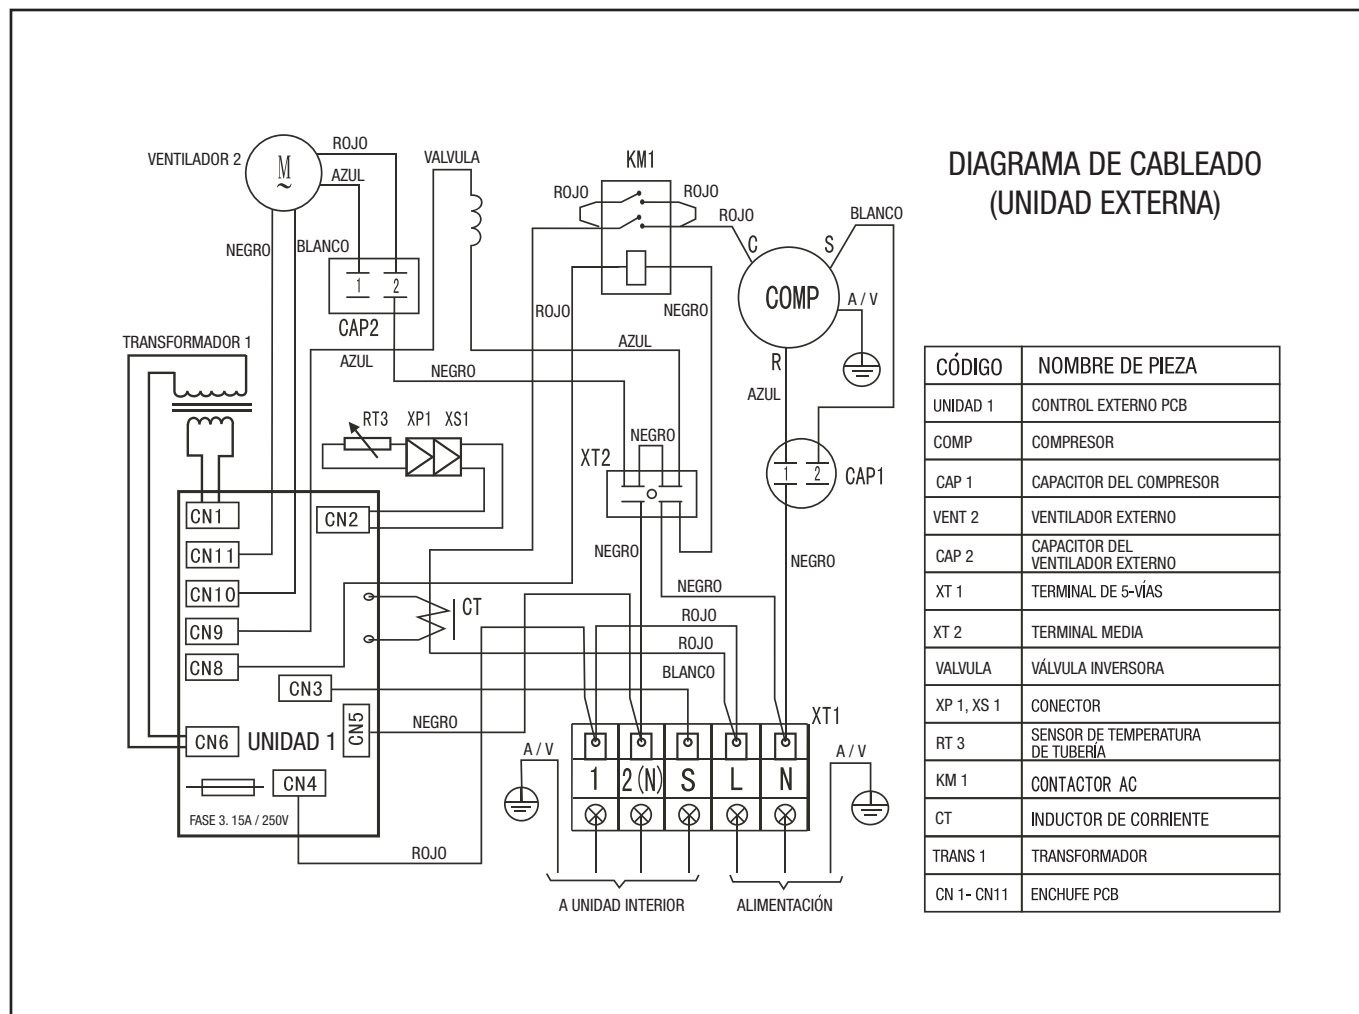 DIAGRAMA DE CABLEADO
(UNIDAD EXTERNA)
VENTILADOR 2
M
~
ROJO
AZUL
NEGRO
BLANCO
1
2
CAP2
VALVULA
AZUL
NEGRO
AZUL
KM1
ROJO
ROJO
ROJO
ROJO
NEGRO
C
S
BLANCO
COMP
A / V
R
AZUL
1
2
CAP1
NEGRO
TRANSFORMADOR 1
RT3
XP1
XS1
XT2
NEGRO
NEGRO
NEGRO
CN1
CN2
CN11
CN10
CN9
CN8
CN3
CN5
CN6
UNIDAD 1
CN4
FASE 3. 15A / 250V
CT
ROJO
ROJO
BLANCO
NEGRO
ROJO
XT1
A / V
A / V
1
2(N)
S
L
N
A UNIDAD INTERIOR
ALIMENTACIÓN
CÓDIGO NOMBRE DE PIEZA
UNIDAD 1 CONTROL EXTERNO PCB
COMP COMPRESOR
CAP 1 CAPACITOR DEL COMPRESOR
VENT 2 VENTILADOR EXTERNO
CAP 2 CAPACITOR DEL
VENTILADOR EXTERNO
XT 1 TERMINAL DE 5-VÍAS
XT 2 TERMINAL MEDIA
VALVULA VÁLVULA INVERSORA
XP 1, XS 1 CONECTOR
RT 3 SENSOR DE TEMPERATURA
DE TUBERÍA
KM 1 CONTACTOR AC
CT INDUCTOR DE CORRIENTE
TRANS 1 TRANSFORMADOR
CN 1- CN11 ENCHUFE PCB